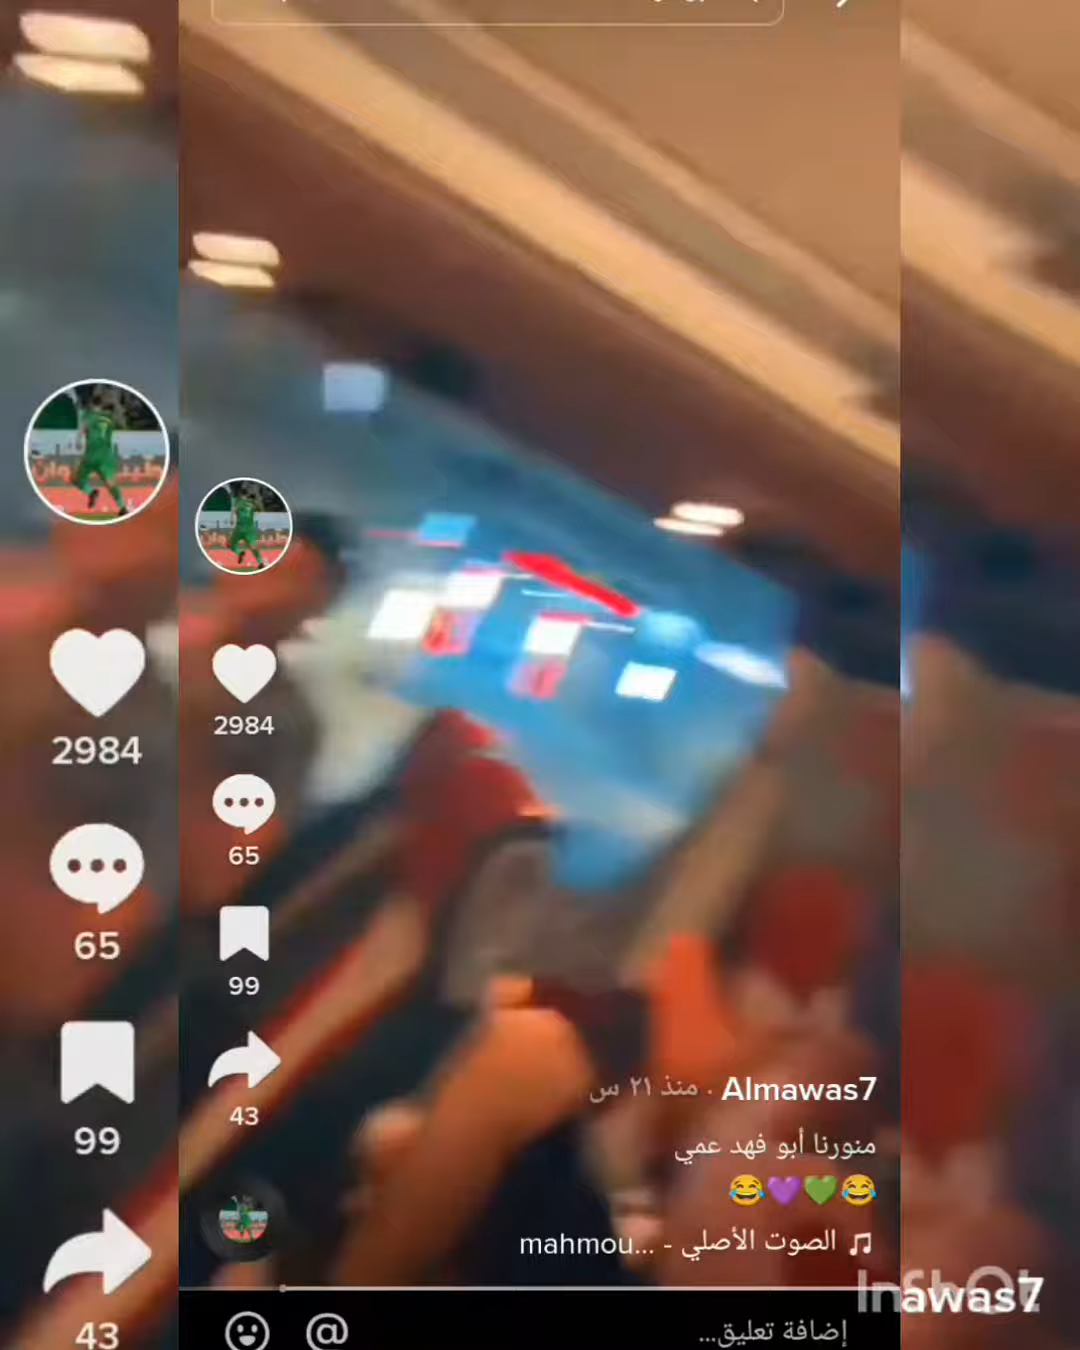 2984
65
99
43
2984
65
99
43
Almawas7 · منذ ٢١ س
منورنا أبو فهد عمي
😂💚💜😂
الصوت الأصلي - mahmou...
InShOt
awas7
إضافة تعليق...